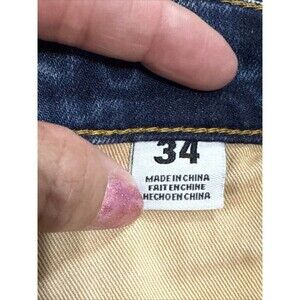 34
MADE IN CHINA
FAIT EN CHINE
HECHO EN CHINA